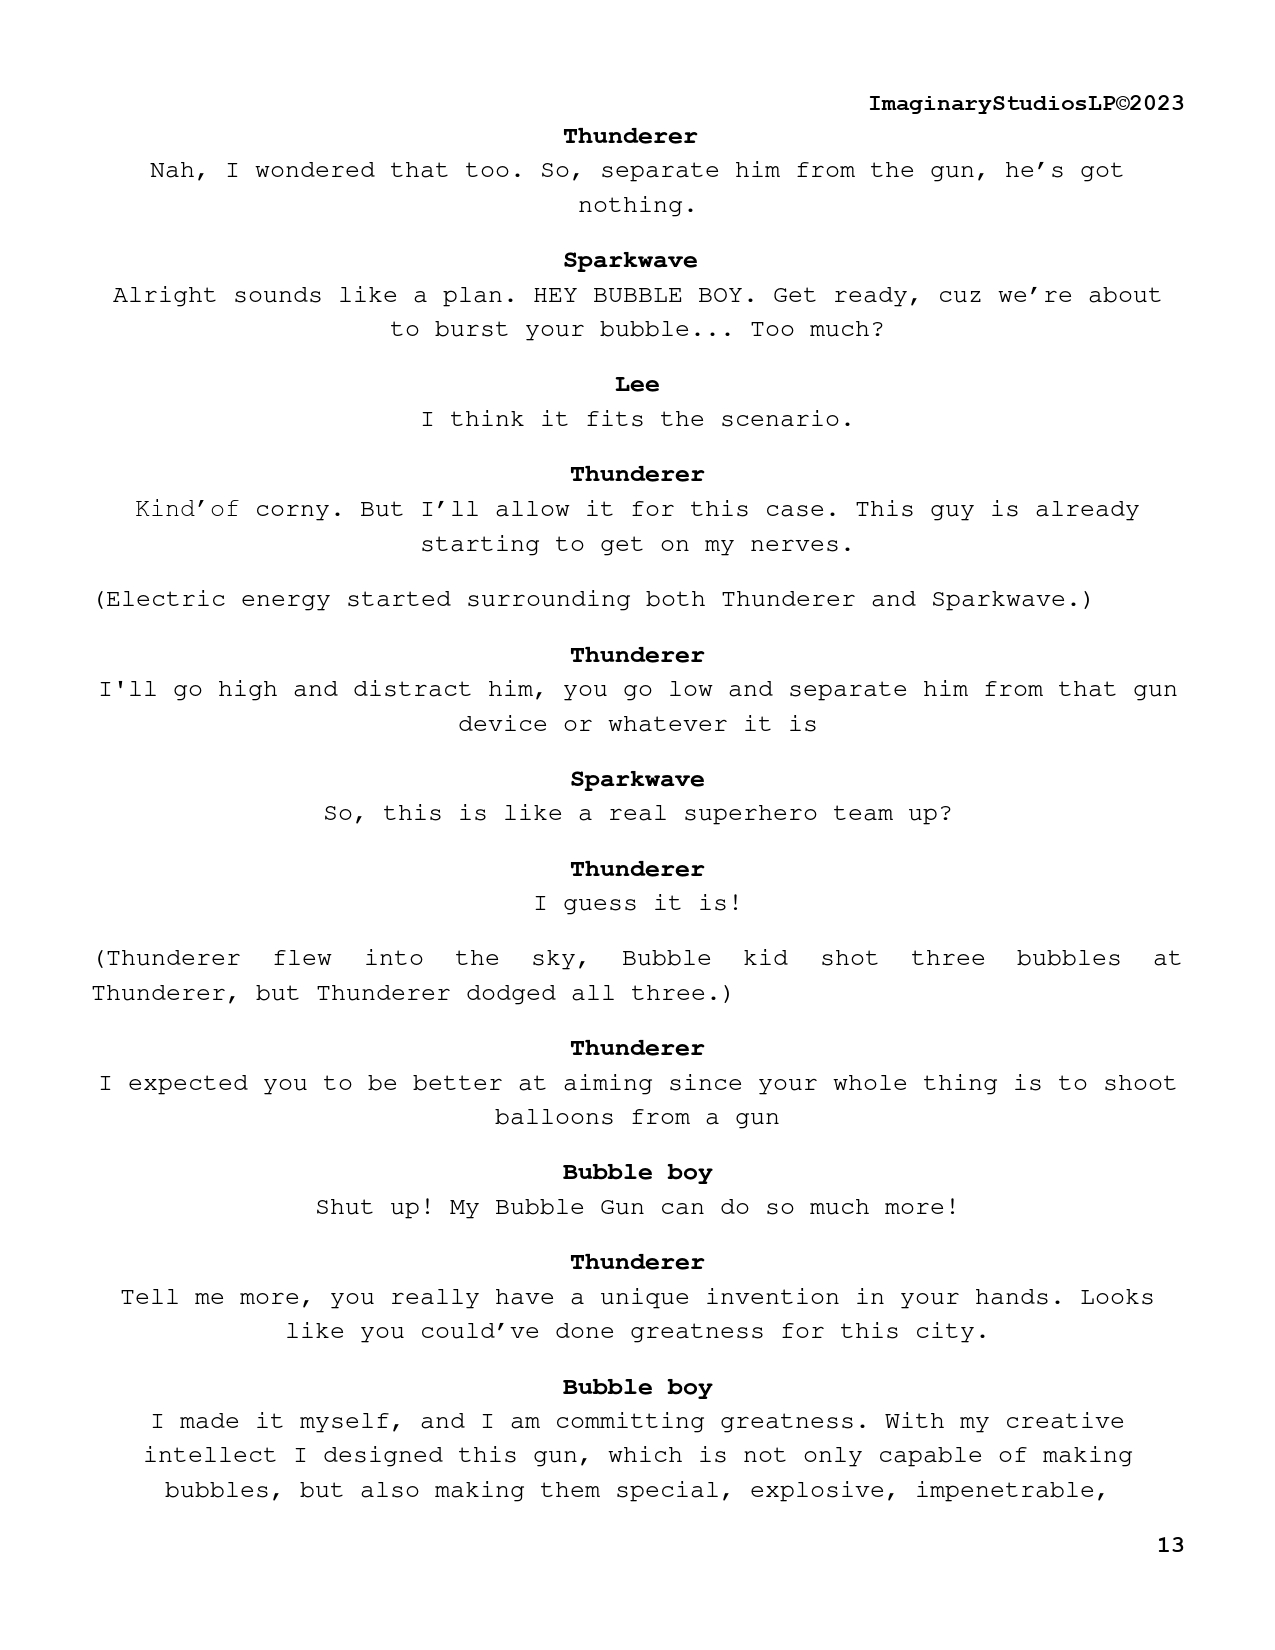 ImaginaryStudiosLP©2023
Thunderer
Nah, I wondered that too. So, separate him from the gun, he’s got
nothing.
Sparkwave
Alright sounds like a plan. HEY BUBBLE BOY. Get ready, cuz we’re about
to burst your bubble... Too much?
Lee
I think it fits the scenario.
Thunderer
Kind’of corny. But I’ll allow it for this case. This guy is already
starting to get on my nerves.
(Electric energy started surrounding both Thunderer and Sparkwave.)
Thunderer
I'll go high and distract him, you go low and separate him from that gun
device or whatever it is
Sparkwave
So, this is like a real superhero team up?
Thunderer
I guess it is!
(Thunderer flew into the sky, Bubble kid shot three bubbles at
Thunderer, but Thunderer dodged all three.)
Thunderer
I expected you to be better at aiming since your whole thing is to shoot
balloons from a gun
Bubble boy
Shut up! My Bubble Gun can do so much more!
Thunderer
Tell me more, you really have a unique invention in your hands. Looks
like you could’ve done greatness for this city.
Bubble boy
I made it myself, and I am committing greatness. With my creative
intellect I designed this gun, which is not only capable of making
bubbles, but also making them special, explosive, impenetrable,
13